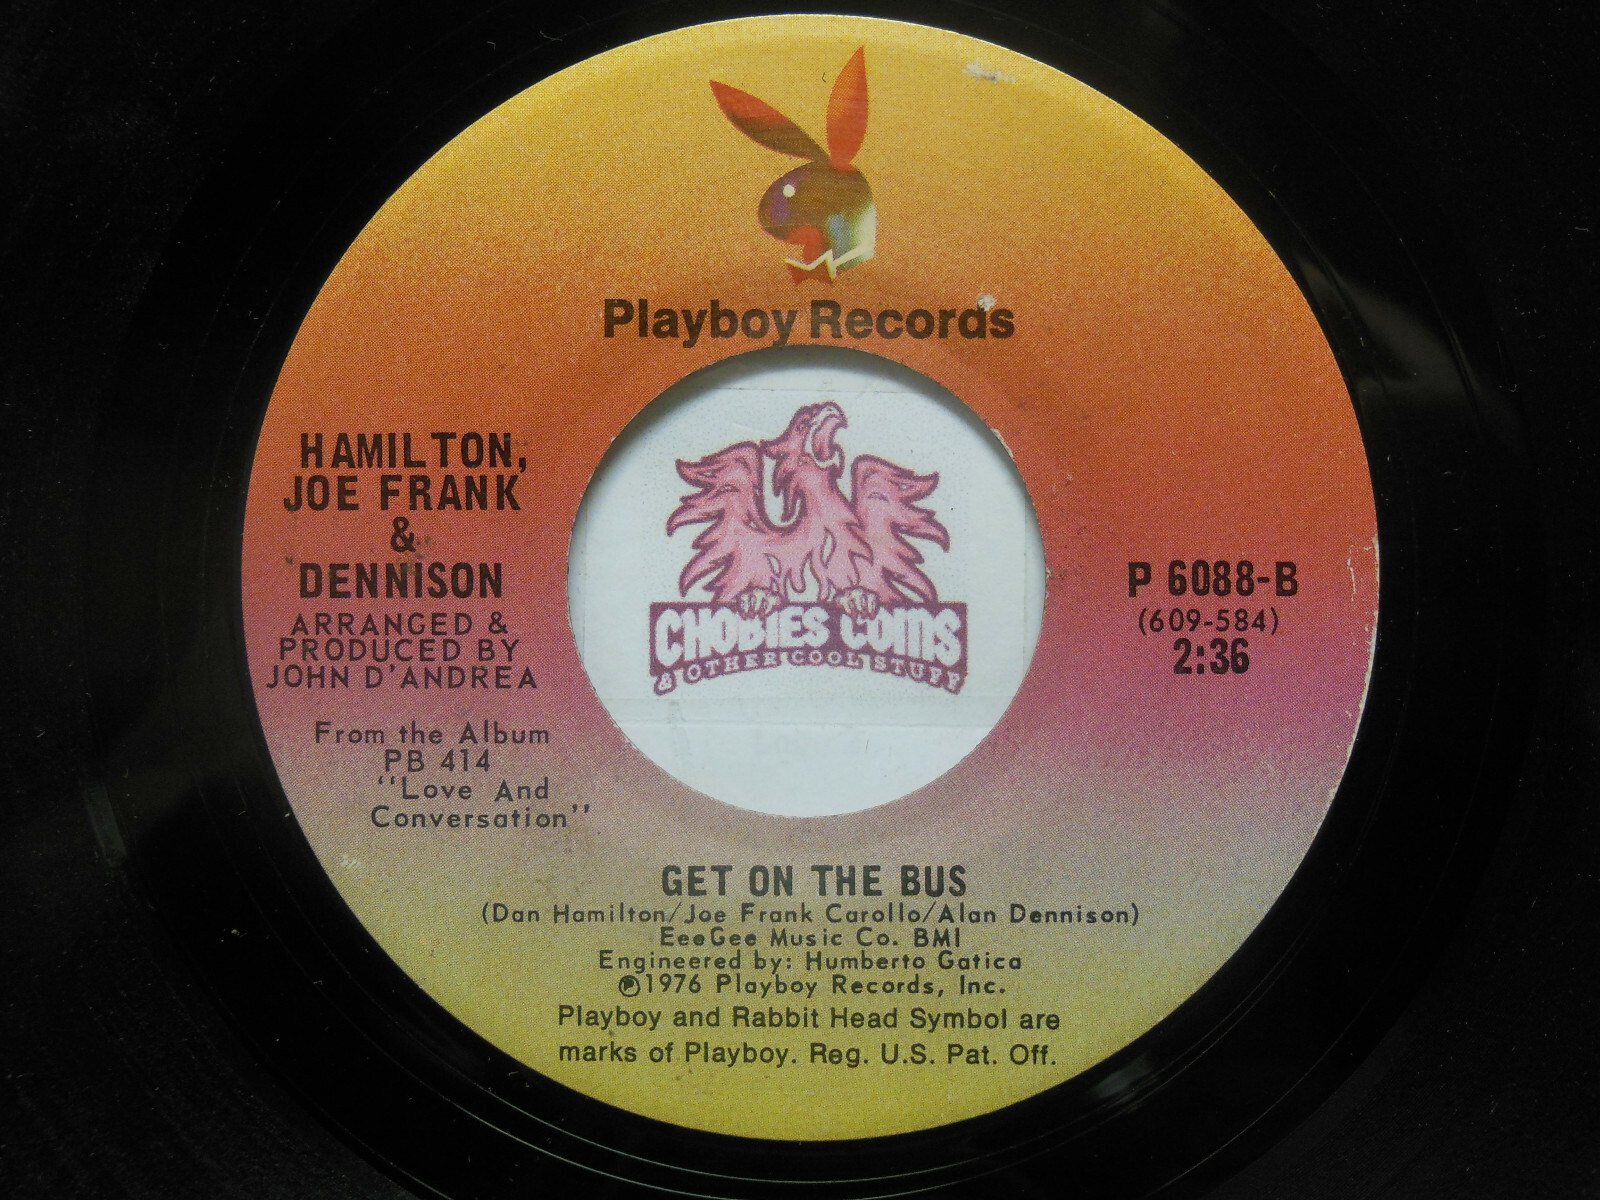 Playboy Records
HAMILTON,
JOE FRANK
&
DENNISON
ARRANGED &
PRODUCED BY
JOHN D'ANDREA
From the Album
PB 414
"Love And
Conversation"
P 6088-B
(609-584)
2:36
CHOBIES COINS
& OTHER COOL STUFF
GET ON THE BUS
(Dan Hamilton/Joe Frank Carollo/Alan Dennison)
EeeGee Music Co. BMI
Engineered by: Humberto Gatica
℗1976 Playboy Records, Inc.
Playboy and Rabbit Head Symbol are
marks of Playboy. Reg. U.S. Pat. Off.